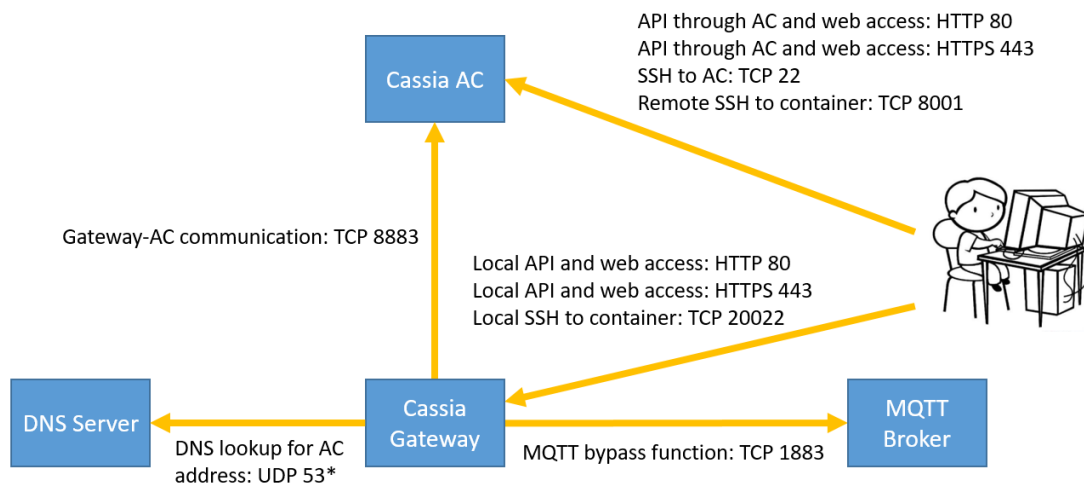 API through AC and web access: HTTP 80
API through AC and web access: HTTPS 443
SSH to AC: TCP 22
Remote SSH to container: TCP 8001
Cassia AC
Gateway-AC communication: TCP 8883
Local API and web access: HTTP 80
Local API and web access: HTTPS 443
Local SSH to container: TCP 20022
DNS Server
Cassia
Gateway
MQTT
Broker
DNS lookup for AC
address: UDP 53*
MQTT bypass function: TCP 1883